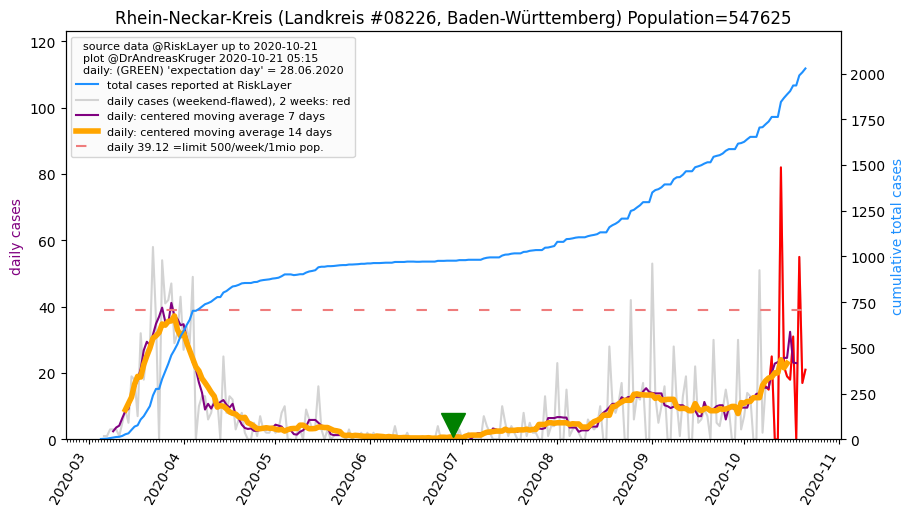 Rhein-Neckar-Kreis (Landkreis #08226, Baden-Württemberg) Population=547625
source data @RiskLayer up to 2020-10-21
plot @DrAndreasKruger 2020-10-21 05:15
daily: (GREEN) 'expectation day' = 28.06.2020
total cases reported at RiskLayer
daily cases (weekend-flawed), 2 weeks: red
daily: centered moving average 7 days
daily: centered moving average 14 days
daily 39.12 =limit 500/week/1mio pop.
daily cases
120
100
80
60
40
20
0
cumulative total cases
2000
1750
1500
1250
1000
750
500
250
0
2020-03
2020-04
2020-05
2020-06
2020-07
2020-08
2020-09
2020-10
2020-11